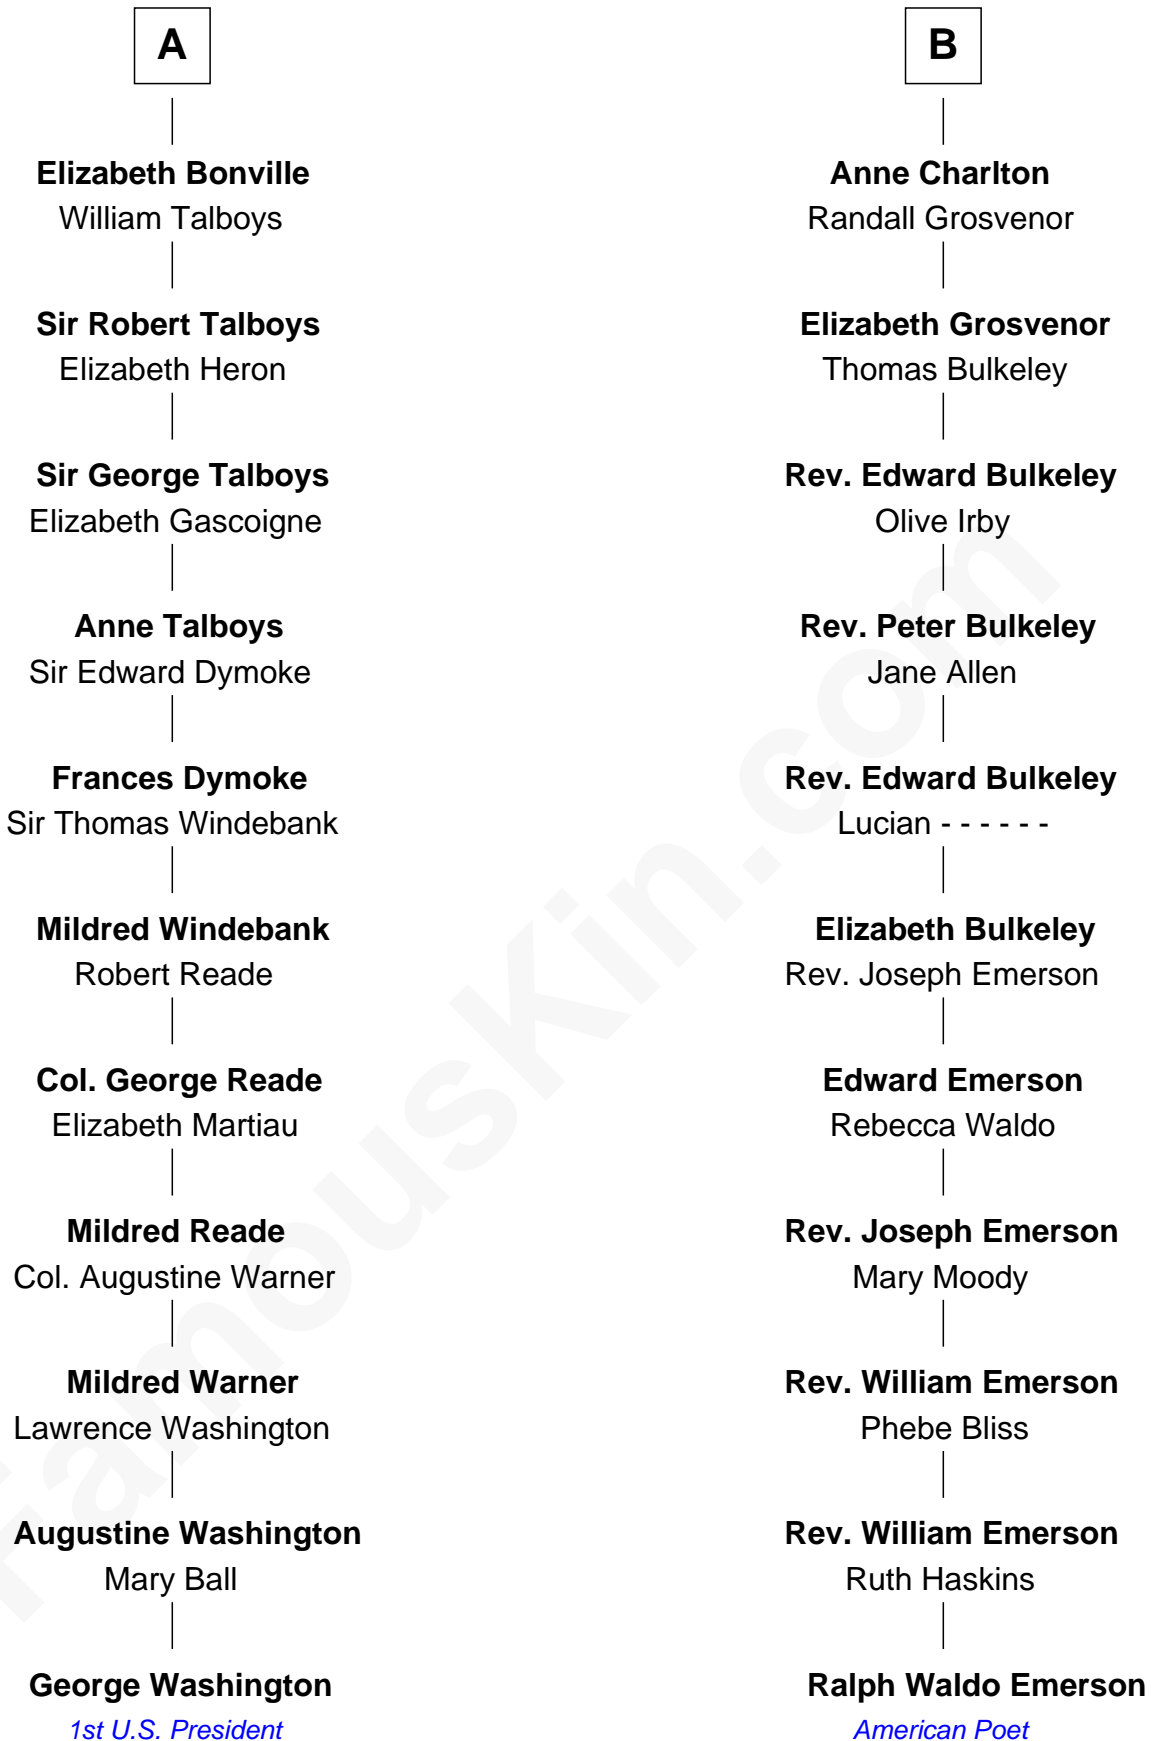 A
Elizabeth Bonville
William Talboys
Sir Robert Talboys
Elizabeth Heron
Sir George Talboys
Elizabeth Gascoigne
Anne Talboys
Sir Edward Dymoke
Frances Dymoke
Sir Thomas Windebank
Mildred Windebank
Robert Reade
Col. George Reade
Elizabeth Martiau
Mildred Reade
Col. Augustine Warner
Mildred Warner
Lawrence Washington
Augustine Washington
Mary Ball
George Washington
1st U.S. President
B
Anne Charlton
Randall Grosvenor
Elizabeth Grosvenor
Thomas Bulkeley
Rev. Edward Bulkeley
Olive Irby
Rev. Peter Bulkeley
Jane Allen
Rev. Edward Bulkeley
Lucian - - - - - -
Elizabeth Bulkeley
Rev. Joseph Emerson
Edward Emerson
Rebecca Waldo
Rev. Joseph Emerson
Mary Moody
Rev. William Emerson
Phebe Bliss
Rev. William Emerson
Ruth Haskins
Ralph Waldo Emerson
American Poet
FamousKin.com